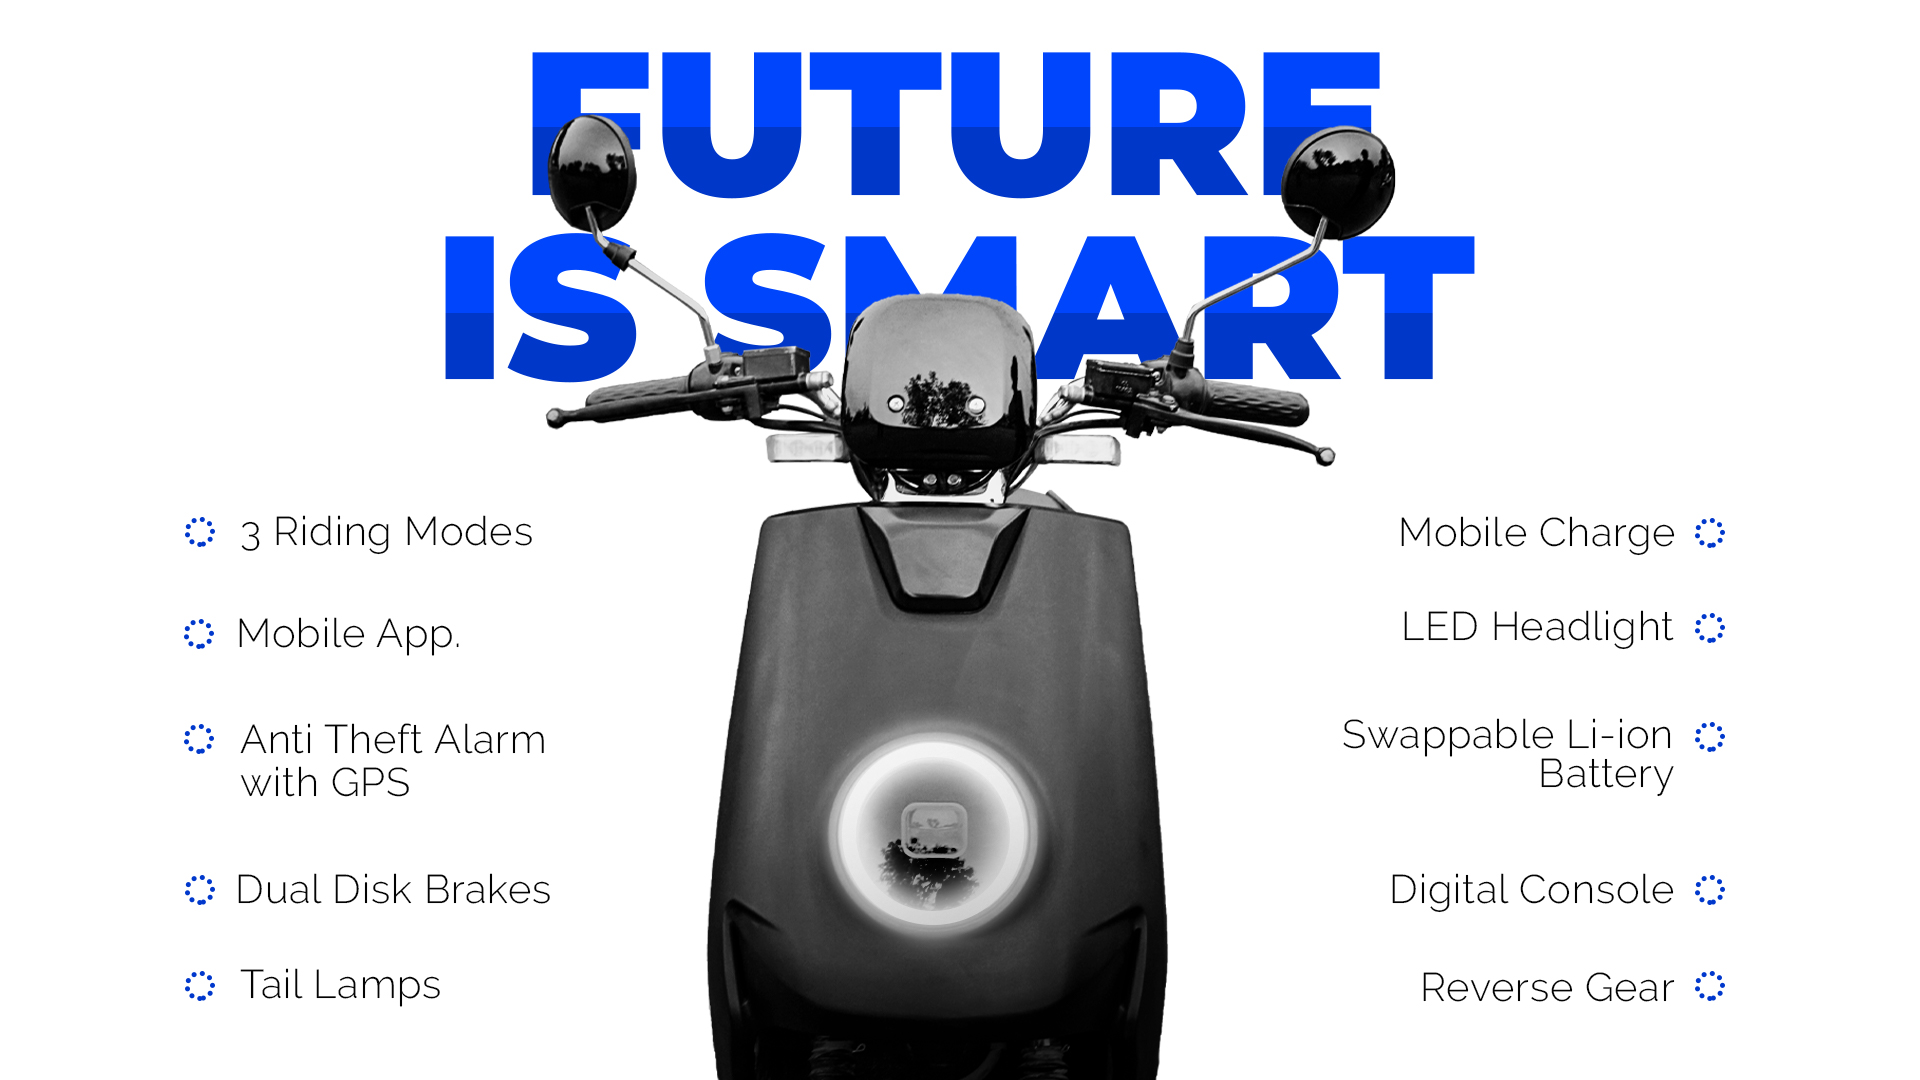 FUTURE
IS SMART
3 Riding Modes
Mobile App.
Anti Theft Alarm
with GPS
Dual Disk Brakes
Tail Lamps
Mobile Charge
LED Headlight
Swappable Li-ion
Battery
Digital Console
Reverse Gear